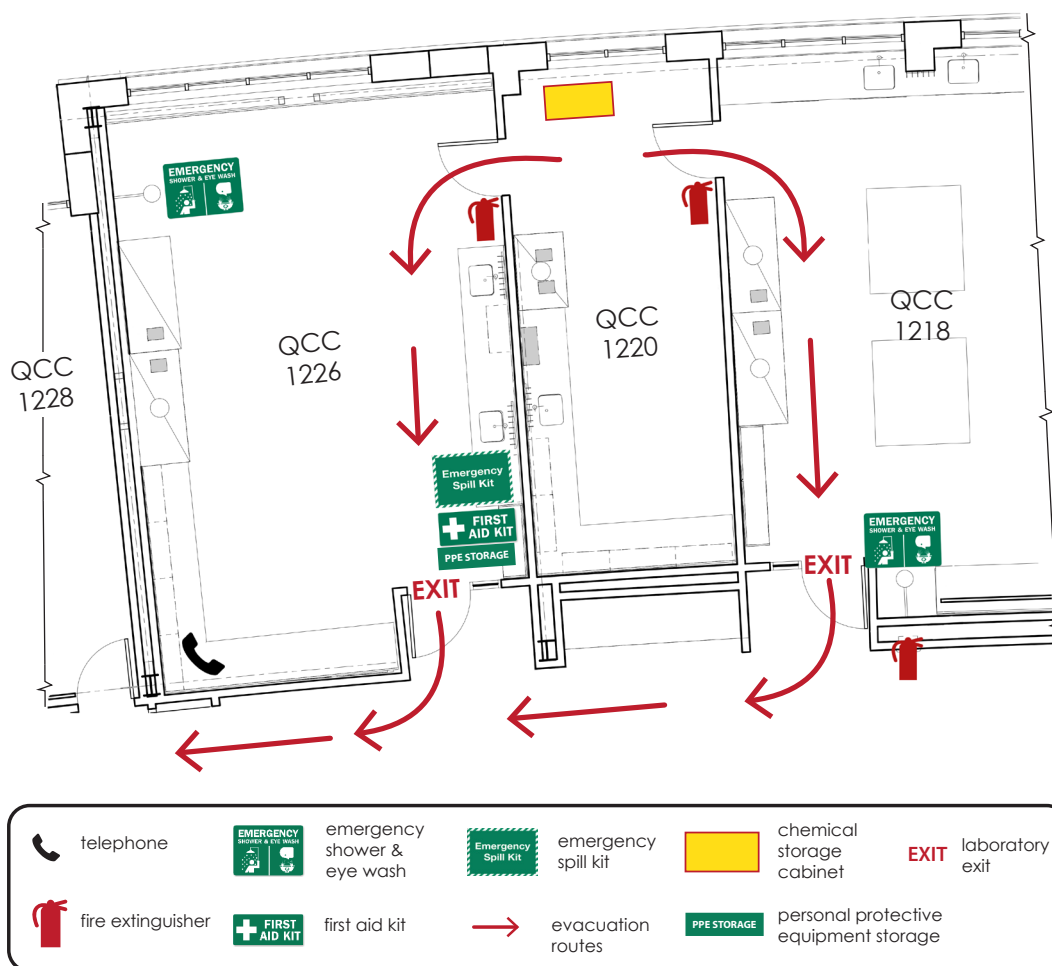 EMERGENCY
SHOWER & EYE WASH
QCC
1228
QCC
1226
QCC
1220
QCC
1218
Emergency
Spill Kit
FIRST
AID KIT
PPE STORAGE
EXIT
EXIT
EMERGENCY
SHOWER & EYE WASH
telephone
EMERGENCY
SHOWER & EYE WASH
emergency
shower &
eye wash
Emergency
Spill Kit
emergency
spill kit
chemical
storage
cabinet
EXIT
laboratory
exit
fire extinguisher
FIRST
AID KIT
first aid kit
evacuation
routes
PPE STORAGE
personal protective
equipment storage